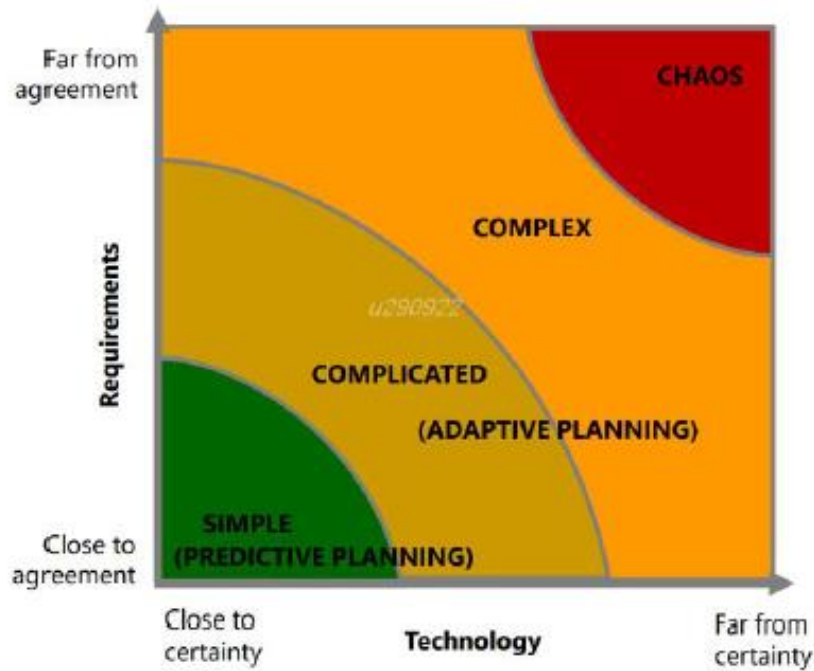 Far from
agreement
CHAOS
COMPLEX
Requirements
u290922
COMPLICATED
(ADAPTIVE PLANNING)
SIMPLE
(PREDICTIVE PLANNING)
Close to
agreement
Close to
certainty
Technology
Far from
certainty